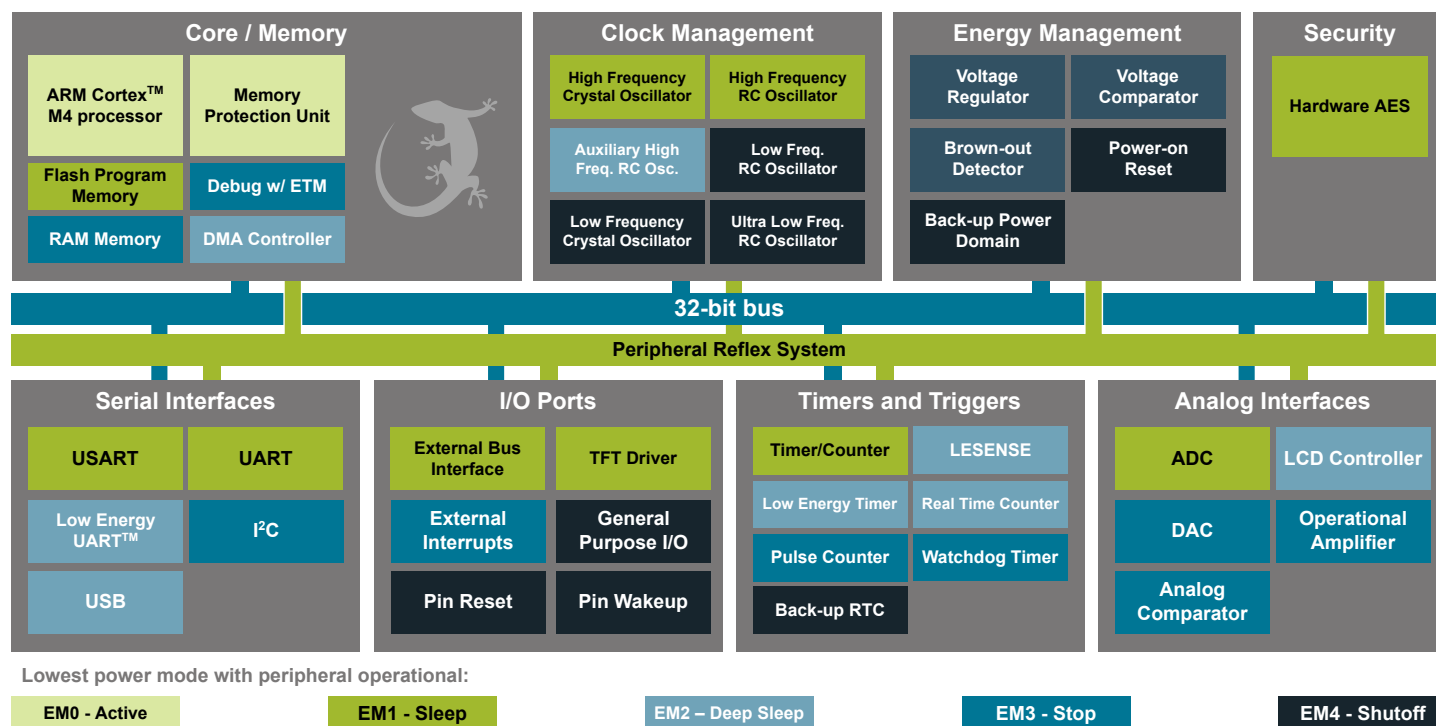 Core / Memory
ARM Cortex™
M4 processor
Memory
Protection Unit
Flash Program
Memory
Debug w/ ETM
RAM Memory
DMA Controller
Clock Management
High Frequency
Crystal Oscillator
High Frequency
RC Oscillator
Auxiliary High
Freq. RC Osc.
Low Freq.
RC Oscillator
Low Frequency
Crystal Oscillator
Ultra Low Freq.
RC Oscillator
Energy Management
Voltage
Regulator
Voltage
Comparator
Brown-out
Detector
Power-on
Reset
Back-up Power
Domain
Security
Hardware AES
32-bit bus
Peripheral Reflex System
Serial Interfaces
USART
UART
Low Energy
UART™
I²C
USB
I/O Ports
External Bus
Interface
TFT Driver
External
Interrupts
General
Purpose I/O
Pin Reset
Pin Wakeup
Timers and Triggers
Timer/Counter
LESENSE
Low Energy Timer
Real Time Counter
Pulse Counter
Watchdog Timer
Back-up RTC
Analog Interfaces
ADC
LCD Controller
DAC
Operational
Amplifier
Analog
Comparator
Lowest power mode with peripheral operational:
EM0 - Active
EM1 - Sleep
EM2 – Deep Sleep
EM3 - Stop
EM4 - Shutoff